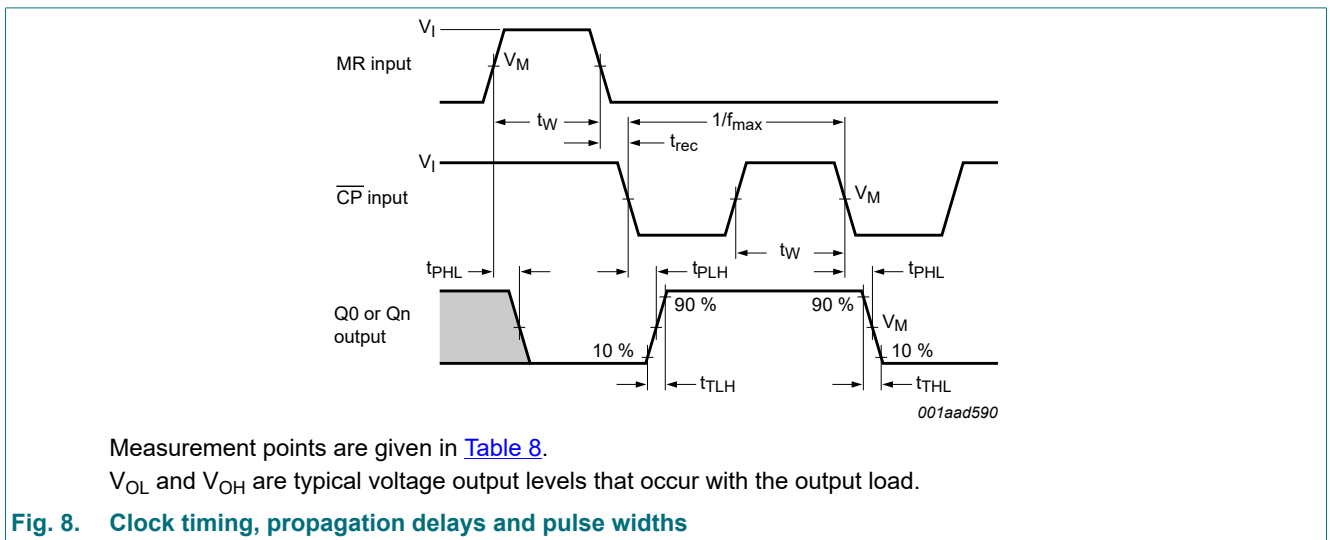 VI
MR input
VM
tW
1/fmax
trec
VI
CP input
VM
tW
tPHL
tPLH
tPHL
90 %
90 %
Q0 or Qn
output
VM
10 %
10 %
tTLH
tTHL
001aad590
Measurement points are given in Table 8.
VOL and VOH are typical voltage output levels that occur with the output load.
Fig. 8. Clock timing, propagation delays and pulse widths